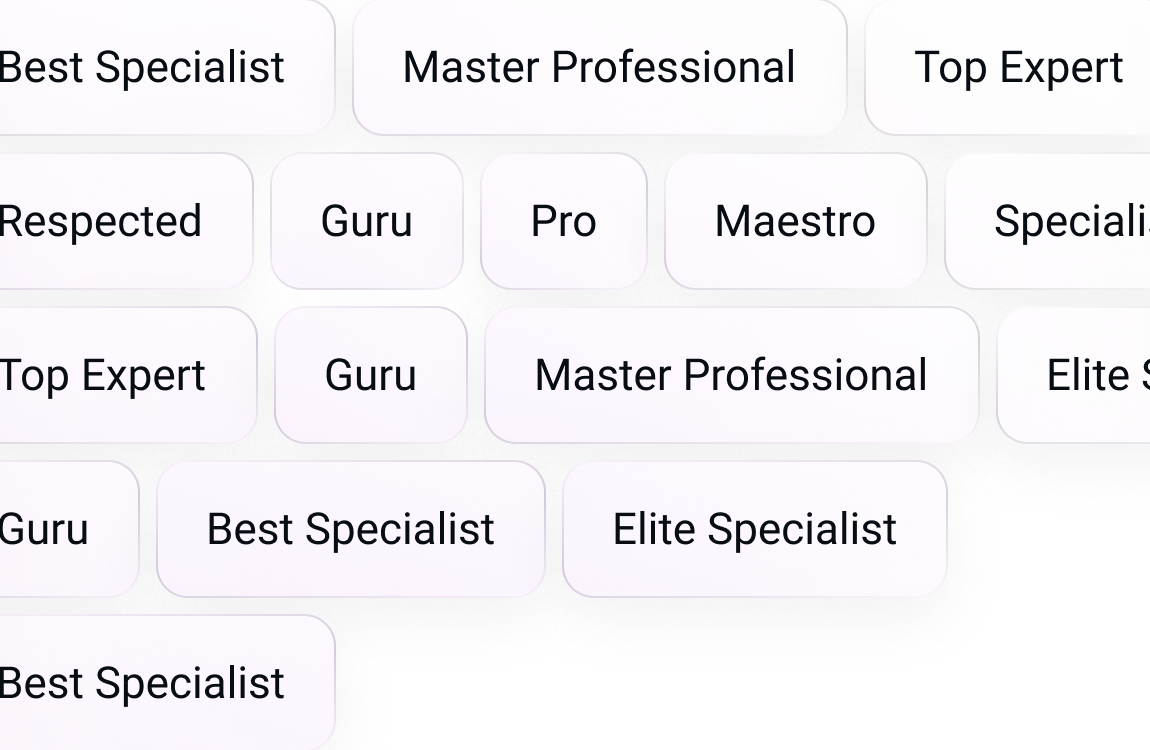 Best Specialist Master Professional Top Expert
Respected Guru Pro Maestro
Top Expert Guru Master Professional Elite
Guru Best Specialist Elite Specialist
Best Specialist